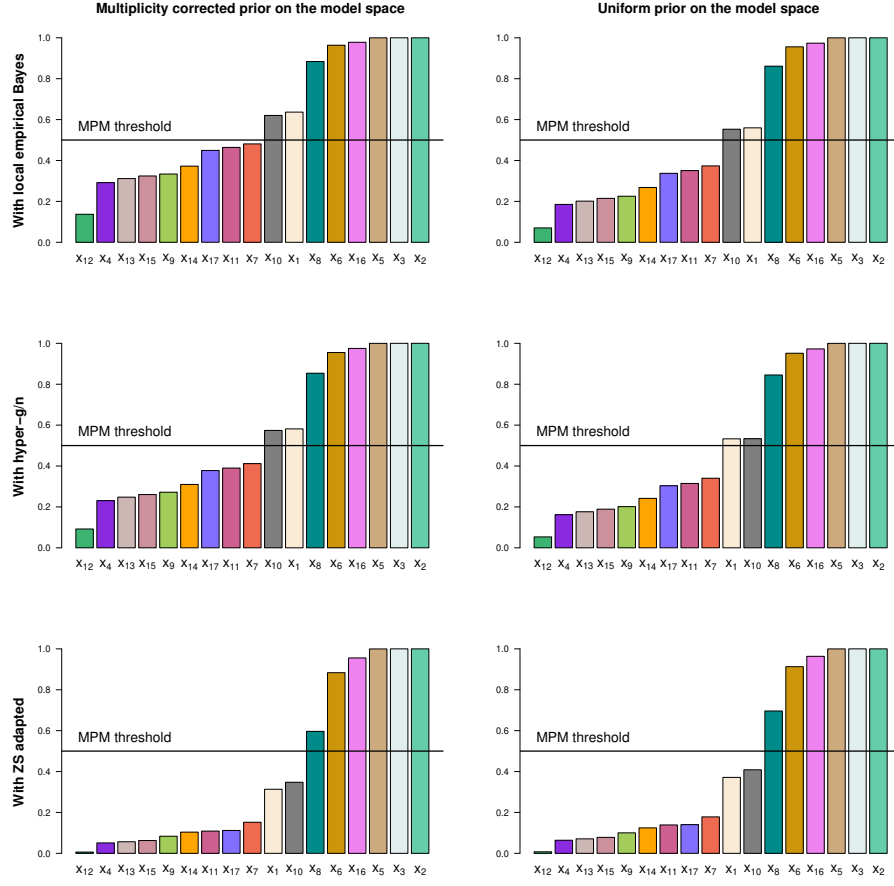 Multiplicity corrected prior on the model space
Uniform prior on the model space
With local empirical Bayes
1.0
0.8
0.6
0.4
0.2
0.0
MPM threshold
x12 x4 x13 x15 x9 x14 x17 x11 x7 x10 x1 x8 x6 x16 x5 x3 x2
1.0
0.8
0.6
0.4
0.2
0.0
MPM threshold
x12 x4 x13 x15 x9 x14 x17 x11 x7 x10 x1 x8 x6 x16 x5 x3 x2
With hyper−g/n
1.0
0.8
0.6
0.4
0.2
0.0
MPM threshold
x12 x4 x13 x15 x9 x14 x17 x11 x7 x10 x1 x8 x6 x16 x5 x3 x2
1.0
0.8
0.6
0.4
0.2
0.0
MPM threshold
x12 x4 x13 x15 x9 x14 x17 x11 x7 x1 x10 x8 x6 x16 x5 x3 x2
With ZS adapted
1.0
0.8
0.6
0.4
0.2
0.0
MPM threshold
x12 x4 x13 x15 x9 x14 x11 x17 x7 x1 x10 x8 x6 x16 x5 x3 x2
1.0
0.8
0.6
0.4
0.2
0.0
MPM threshold
x12 x4 x13 x15 x9 x14 x11 x17 x7 x1 x10 x8 x6 x16 x5 x3 x2